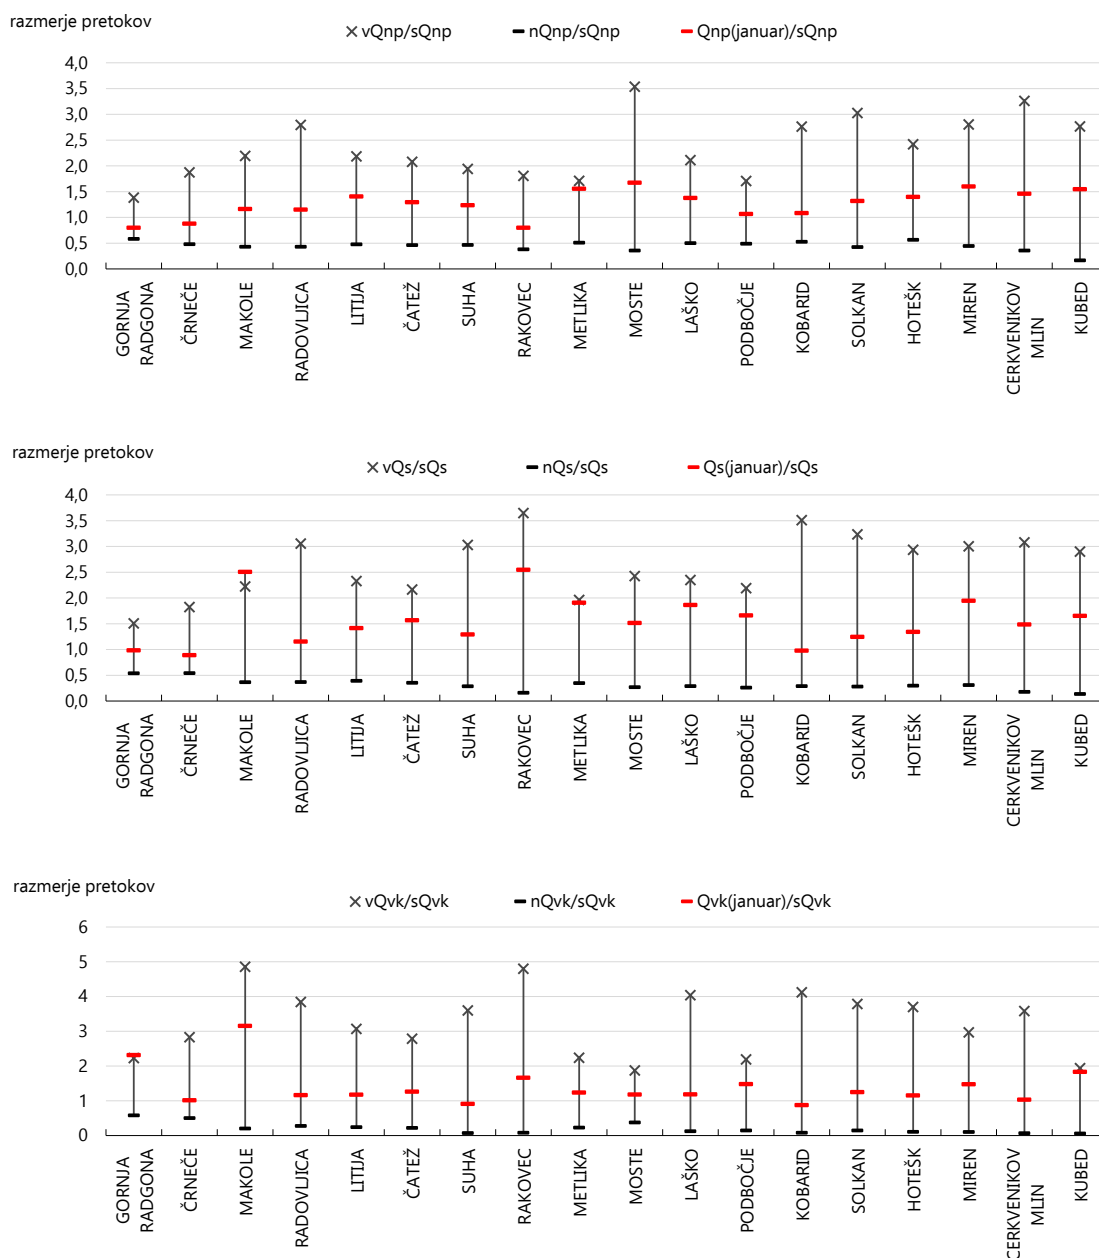 razmerje pretokov
vQnp/sQnp nQnp/sQnp Qnp(januar)/sQnp
4,0
3,5
3,0
2,5
2,0
1,5
1,0
0,5
0,0
GORNJA RADGONA
ČRNEČE
MAKOLE
RADOVLJICA
LITIJA
ČATEŽ
SUHA
RAKOVEC
METLIKA
MOSTE
LAŠKO
PODBOČJE
KOBARID
SOLKAN
HOTEŠK
MIREN
CERKVENIKOV MLIN
KUBED
razmerje pretokov
vQs/sQs nQs/sQs Qs(januar)/sQs
4,0
3,5
3,0
2,5
2,0
1,5
1,0
0,5
0,0
GORNJA RADGONA
ČRNEČE
MAKOLE
RADOVLJICA
LITIJA
ČATEŽ
SUHA
RAKOVEC
METLIKA
MOSTE
LAŠKO
PODBOČJE
KOBARID
SOLKAN
HOTEŠK
MIREN
CERKVENIKOV MLIN
KUBED
razmerje pretokov
vQvk/sQvk nQvk/sQvk Qvk(januar)/sQvk
6
5
4
3
2
1
0
GORNJA RADGONA
ČRNEČE
MAKOLE
RADOVLJICA
LITIJA
ČATEŽ
SUHA
RAKOVEC
METLIKA
MOSTE
LAŠKO
PODBOČJE
KOBARID
SOLKAN
HOTEŠK
MIREN
CERKVENIKOV MLIN
KUBED